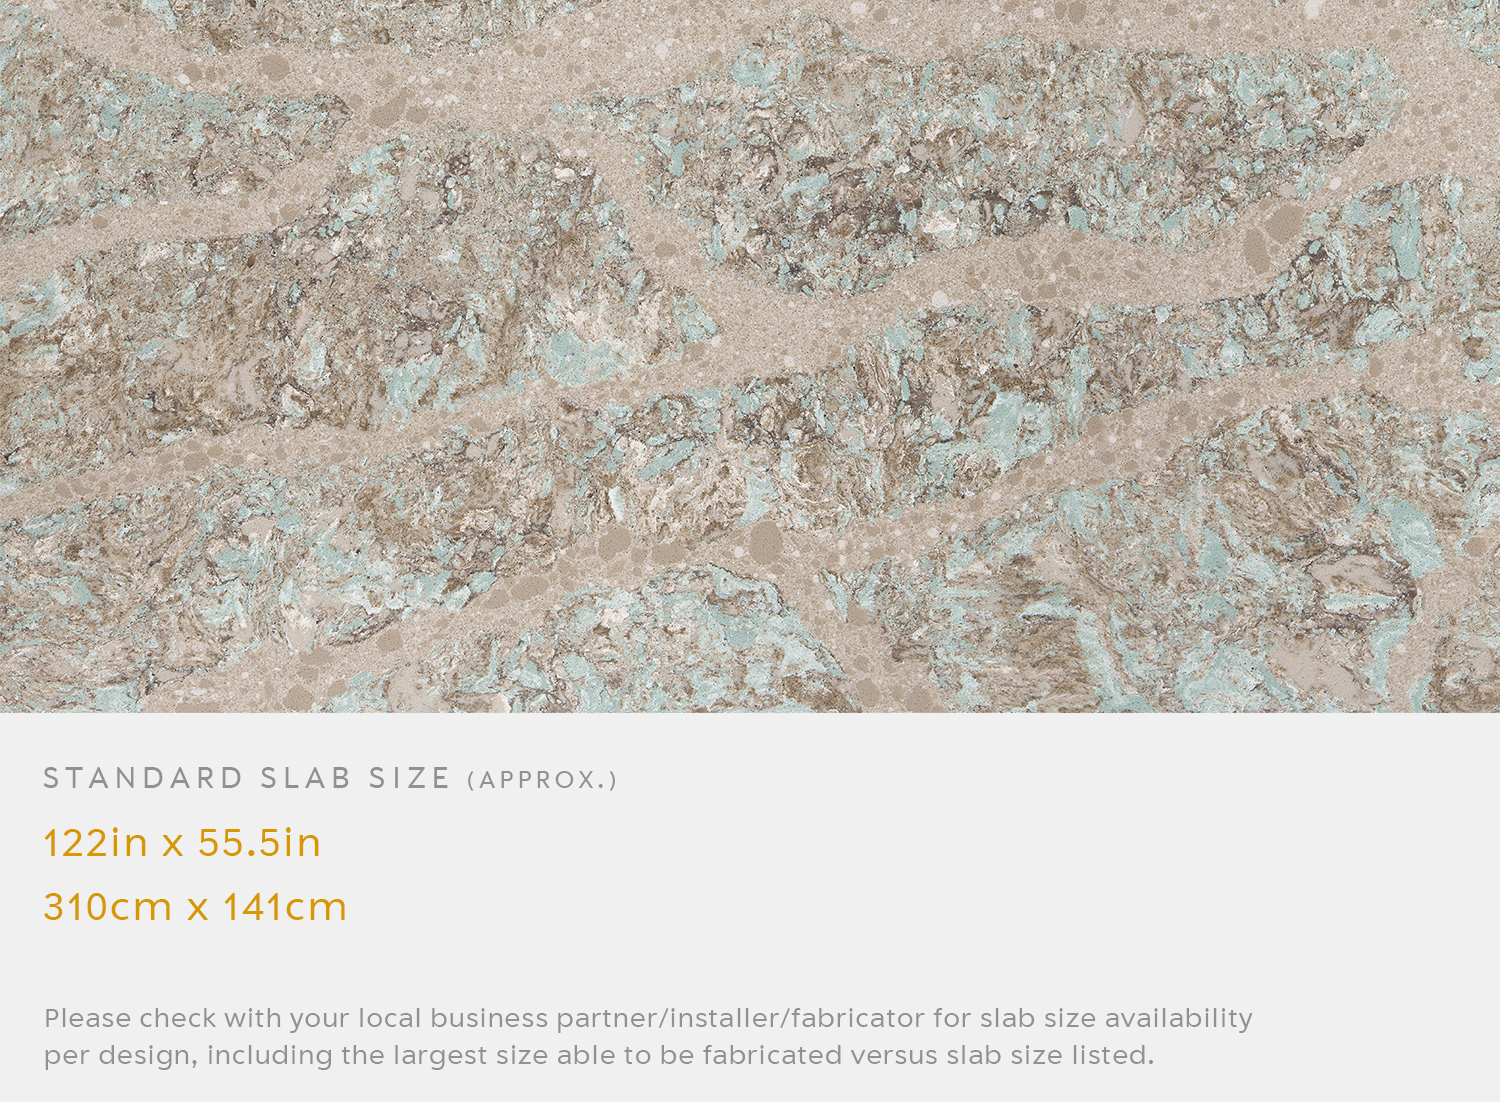 STANDARD SLAB SIZE (APPROX.)
122in x 55.5in
310cm x 141cm
Please check with your local business partner/installer/fabricator for slab size availability
per design, including the largest size able to be fabricated versus slab size listed.